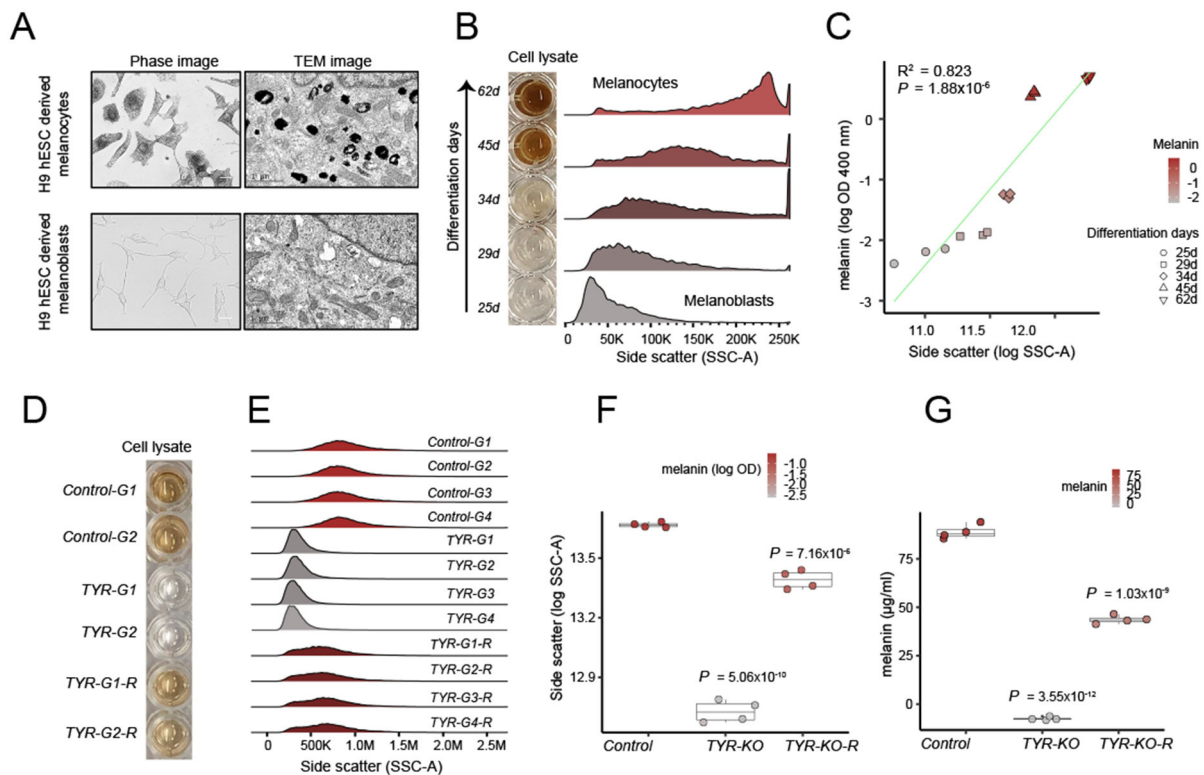 A
Phase image
TEM image
H9 hESC derived
melanocytes
H9 hESC derived
melanoblasts
B
Cell lysate
Differentiation days
62d
45d
34d
29d
25d
Melanocytes
Melanoblasts
0 50K 100K 150K 200K 250K
Side scatter (SSC-A)
C
R² = 0.823
P = 1.88x10⁻⁶
melanin (log OD 400 nm)
0
-1
-2
-3
11.0 11.5 12.0
Side scatter (log SSC-A)
Melanin
0
-1
-2
Differentiation days
25d
29d
34d
45d
62d
D
Cell lysate
Control-G1
Control-G2
TYR-G1
TYR-G2
TYR-G1-R
TYR-G2-R
E
Control-G1
Control-G2
Control-G3
Control-G4
TYR-G1
TYR-G2
TYR-G3
TYR-G4
TYR-G1-R
TYR-G2-R
TYR-G3-R
TYR-G4-R
0 500K 1.0M 1.5M 2.0M 2.5M
Side scatter (SSC-A)
F
melanin (log OD)
-1.0
-1.5
-2.0
-2.5
Side scatter (log SSC-A)
13.5
13.2
12.9
P = 7.16x10⁻⁶
P = 5.06x10⁻¹⁰
Control TYR-KO TYR-KO-R
G
melanin
75
50
25
0
melanin (µg/ml)
75
50
25
0
P = 1.03x10⁻⁹
P = 3.55x10⁻¹²
Control TYR-KO TYR-KO-R